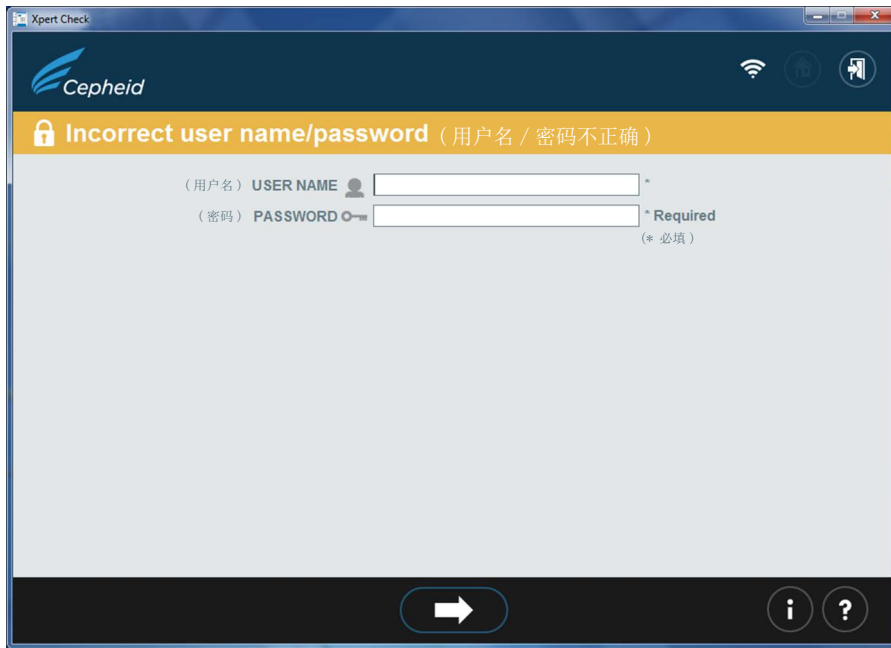 Xpert Check
Cepheid
Incorrect user name/password（用户名 / 密码不正确）
（用户名） USER NAME *
（密码） PASSWORD * Required
(* 必填 )
i ?